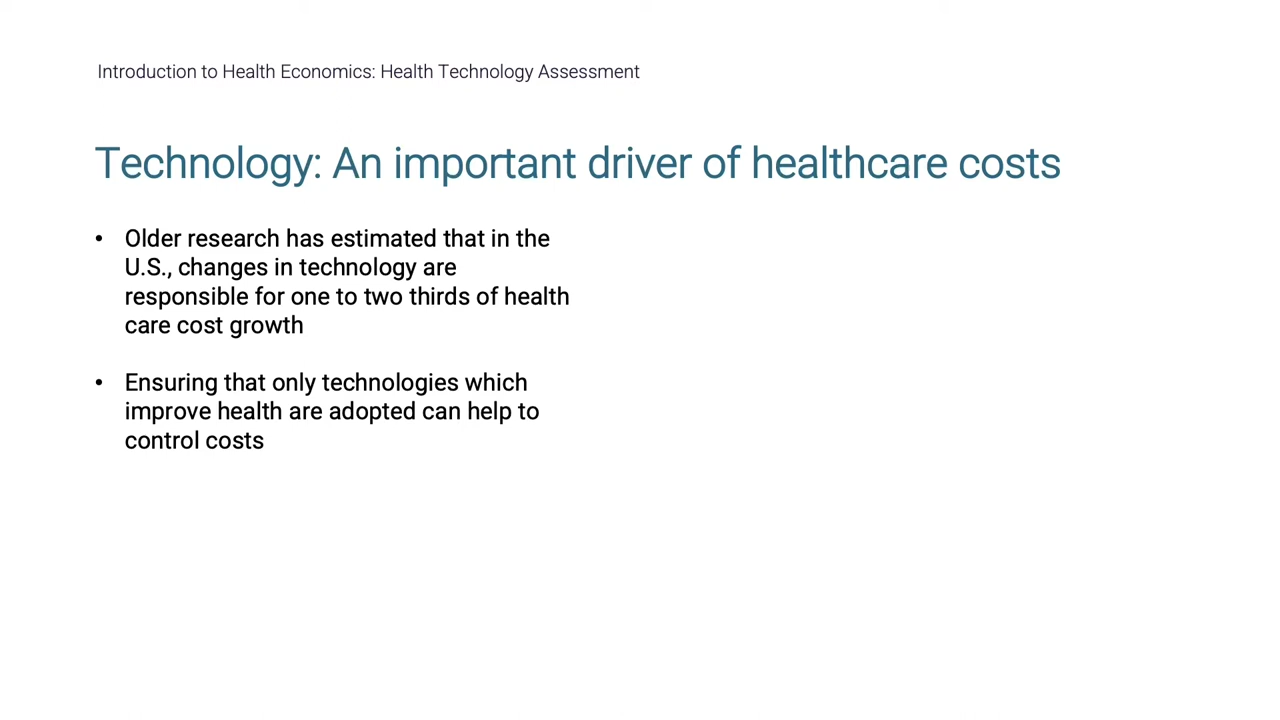 Introduction to Health Economics: Health Technology Assessment
Technology: An important driver of healthcare costs
• Older research has estimated that in the
U.S., changes in technology are
responsible for one to two thirds of health
care cost growth
• Ensuring that only technologies which
improve health are adopted can help to
control costs